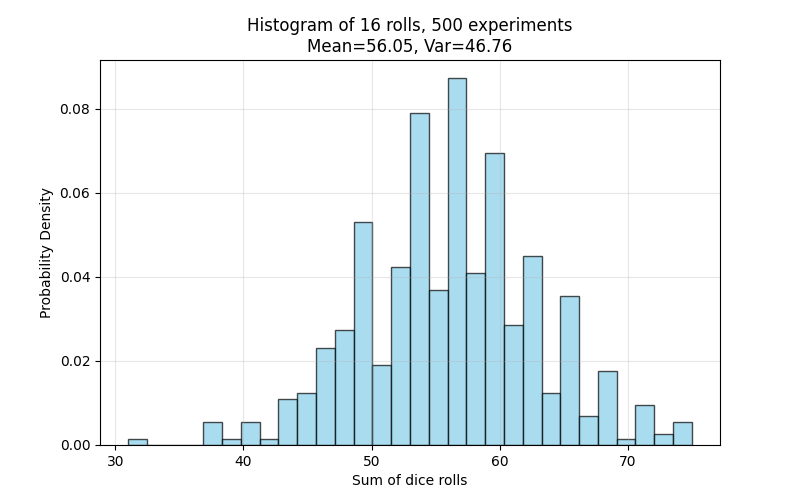 Histogram of 16 rolls, 500 experiments
Mean=56.05, Var=46.76
Probability Density
0.08
0.06
0.04
0.02
0.00
30 40 50 60 70
Sum of dice rolls